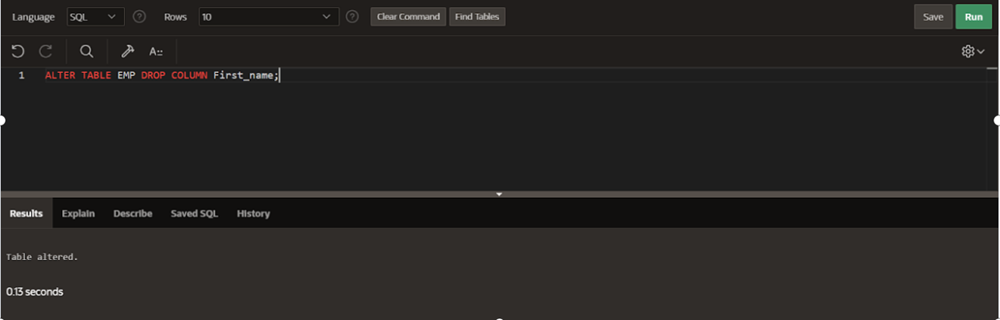 Language SQL Rows 10 Clear Command Find Tables Save Run
A::
1 ALTER TABLE EMP DROP COLUMN First_name;
Results Explain Describe Saved SQL History
Table altered.
0.13 seconds